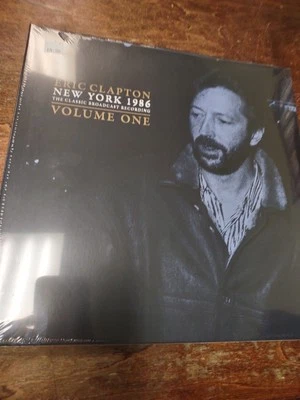 ERIC CLAPTON
NEW YORK 1986
THE CLASSIC BROADCAST RECORDING
VOLUME ONE